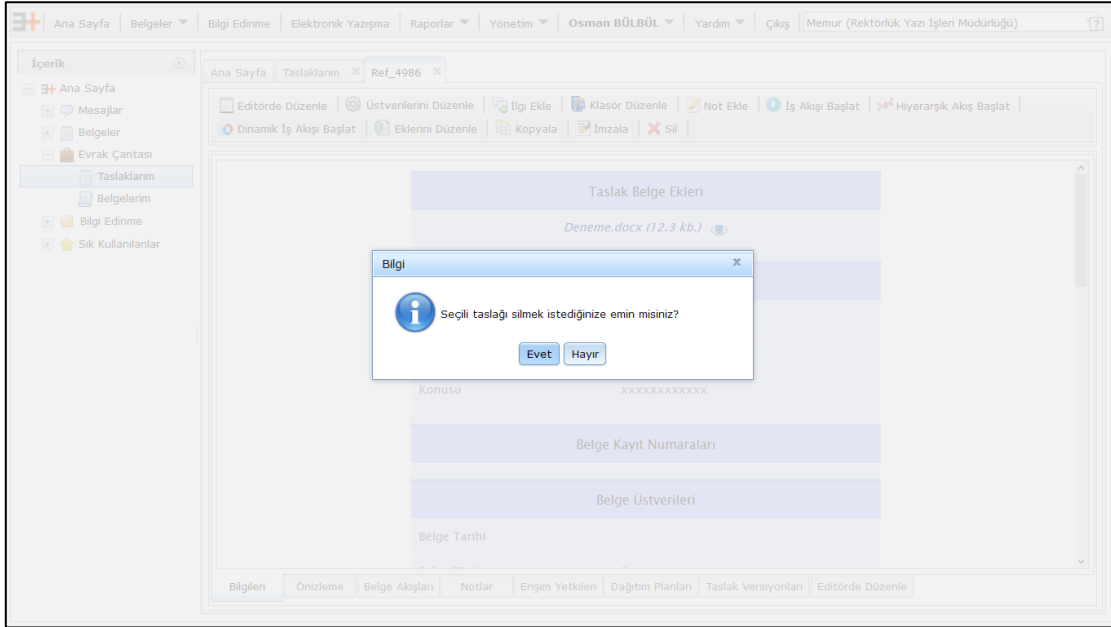 Ana Sayfa Belgeler Bilgi Edinme Elektronik Yazışma Raporlar Yönetim Osman BÜLBÜL Yardım Çıkış Memur (Rektörlük Yazı İşleri Müdürlüğü)
İçerik
Ana Sayfa
Mesajlar
Belgeler
Evrak Çantası
Taslaklarım
Belgelerim
Bilgi Edinme
Sık Kullanılanlar
Ana Sayfa Taslaklarım x Ref_4986 x
Editörde Düzenle Üstverilerini Düzenle İlgi Ekle Klasör Düzenle Not Ekle İş Akışı Başlat Hiyerarşik Akış Başlat
Dinamik İş Akışı Başlat Eklerini Düzenle Kopyala İmzala Sil
Taslak Belge Ekleri
Deneme.docx (12.3 kb.)
Bilgi x
Seçili taslağı silmek istediğinize emin misiniz?
Evet Hayır
Konusu xxxxxxxxxxxx
Belge Kayıt Numaraları
Belge Üstverileri
Belge Tarihi
Bilgileri Önizleme Belge Akışları Notlar Erişim Yetkileri Dağıtım Planları Taslak Versiyonları Editörde Düzenle